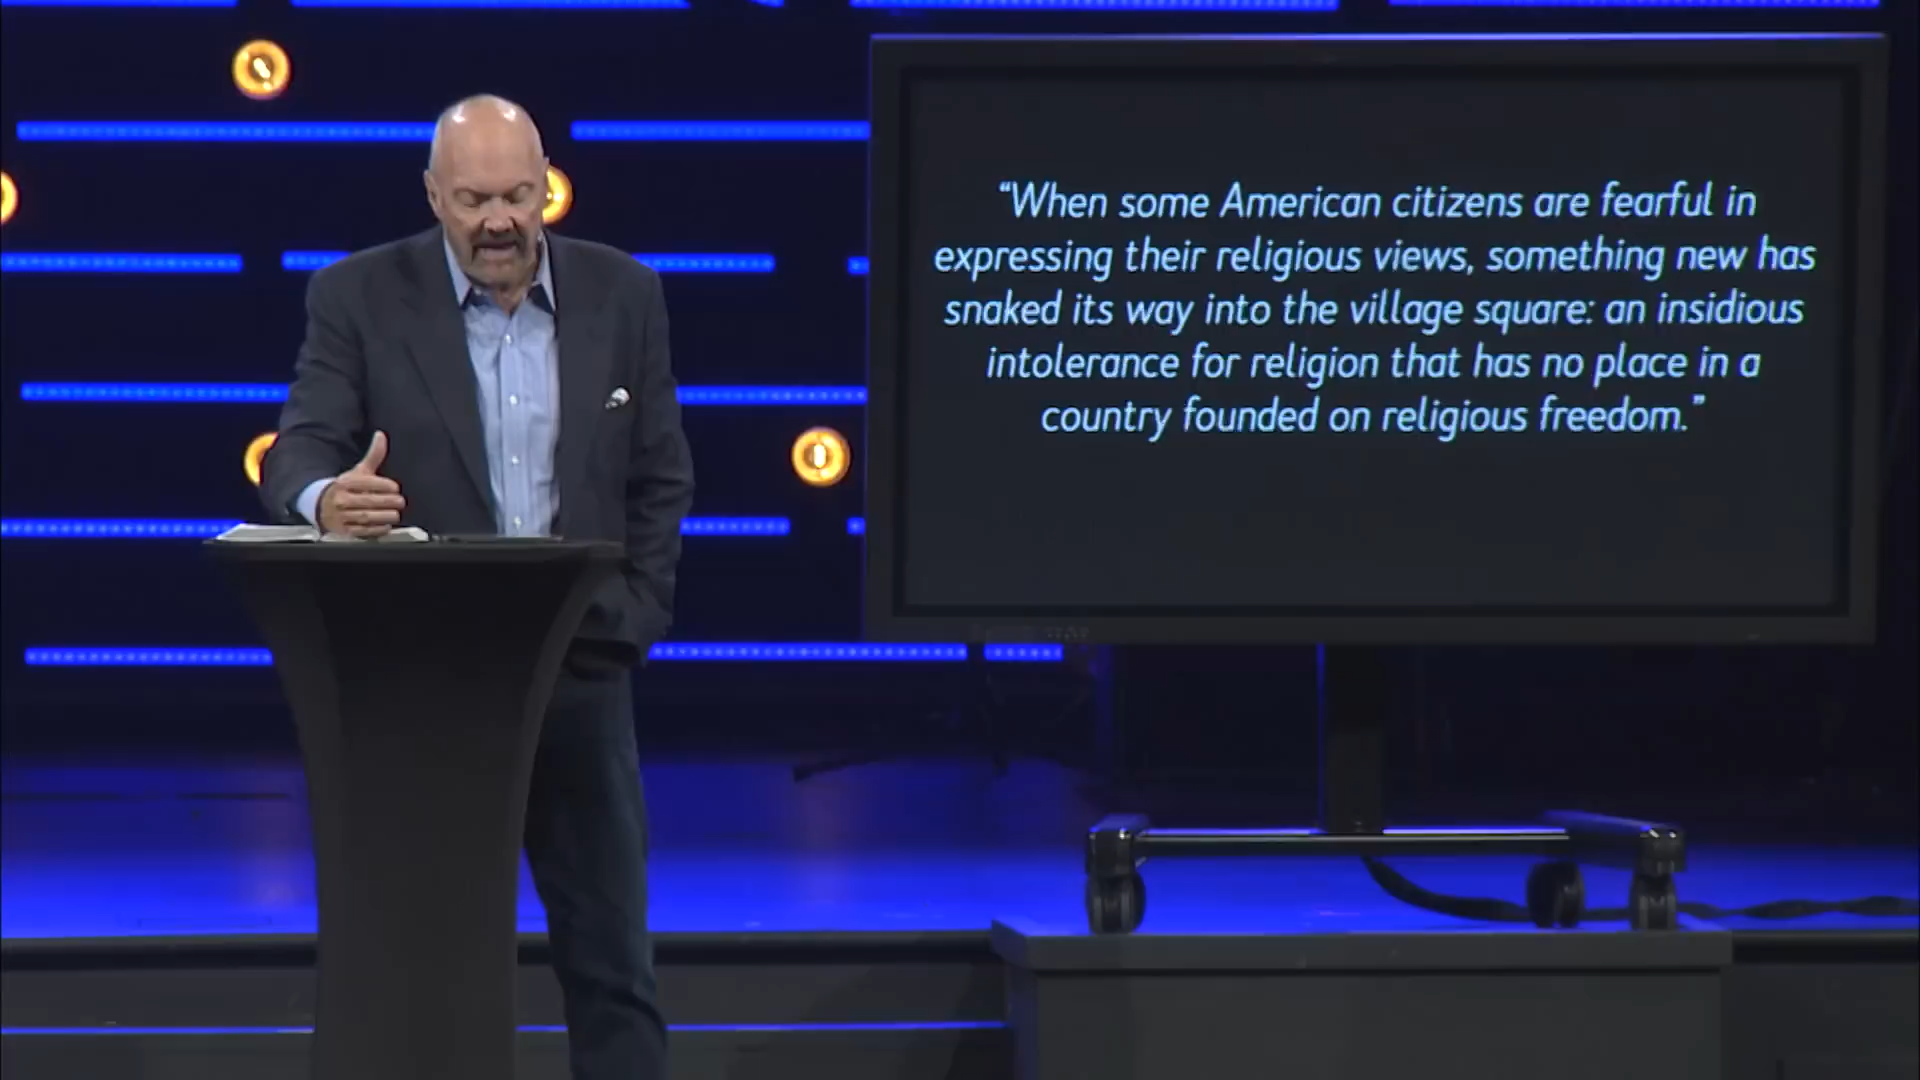 “When some American citizens are fearful in
expressing their religious views, something new has
snaked its way into the village square: an insidious
intolerance for religion that has no place in a
country founded on religious freedom.”